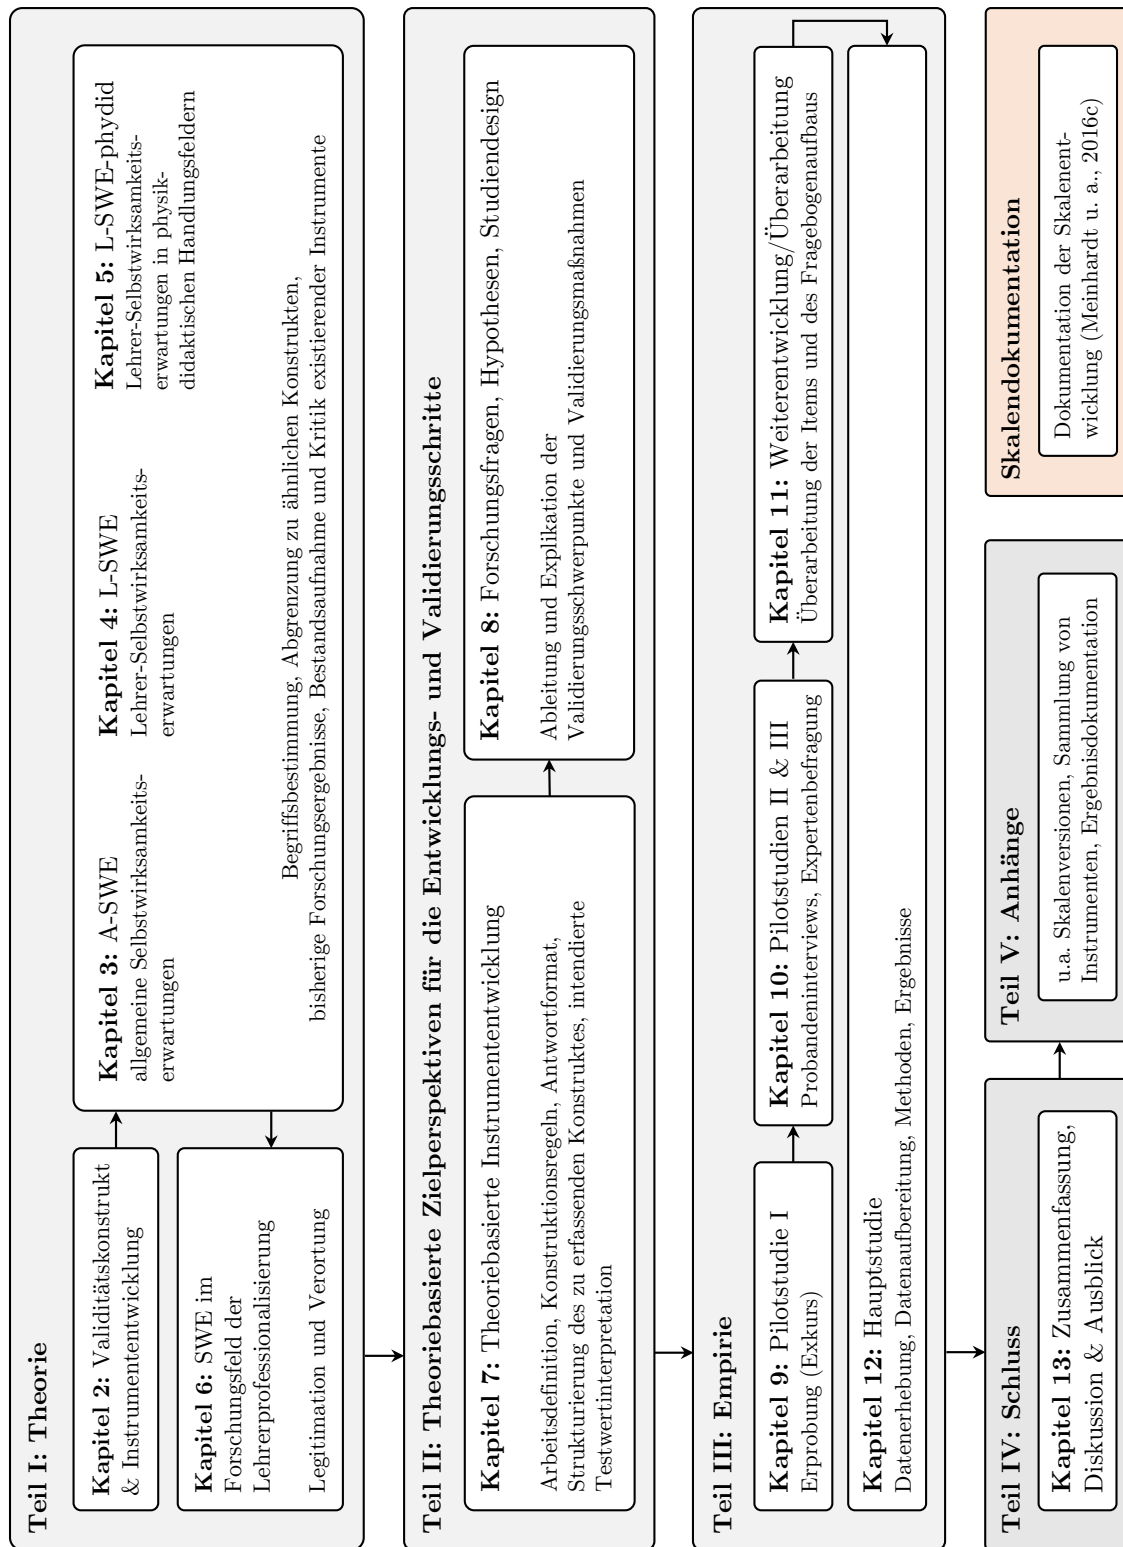 Teil I: Theorie
Kapitel 2: Validitätskonstrukt
& Instrumententwicklung
Kapitel 3: A-SWE
allgemeine Selbstwirksamkeits-
erwartungen
Kapitel 4: L-SWE
Lehrer-Selbstwirksamkeits-
erwartungen
Kapitel 5: L-SWE-phydid
Lehrer-Selbstwirksamkeits-
erwartungen in physik-
didaktischen Handlungsfeldern
Begriffsbestimmung, Abgrenzung zu ähnlichen Konstrukten,
bisherige Forschungsergebnisse, Bestandsaufnahme und Kritik existierender Instrumente
Kapitel 6: SWE im
Forschungsfeld der
Lehrerprofessionalisierung
Legitimation und Verortung
Teil II: Theoriebasierte Zielperspektiven für die Entwicklungs- und Validierungsschritte
Kapitel 7: Theoriebasierte Instrumententwicklung
Arbeitsdefinition, Konstruktionsregeln, Antwortformat,
Strukturierung des zu erfassenden Konstruktes, intendierte
Testwertinterpretation
Kapitel 8: Forschungsfragen, Hypothesen, Studiendesign
Ableitung und Explikation der
Validierungsschwerpunkte und Validierungsmaßnahmen
Teil III: Empirie
Kapitel 9: Pilotstudie I
Erprobung (Exkurs)
Kapitel 10: Pilotstudien II & III
Probandeninterviews, Expertenbefragung
Kapitel 11: Weiterentwicklung/Überarbeitung
Überarbeitung der Items und des Fragebogenaufbaus
Kapitel 12: Hauptstudie
Datenerhebung, Datenaufbereitung, Methoden, Ergebnisse
Teil IV: Schluss
Kapitel 13: Zusammenfassung,
Diskussion & Ausblick
Teil V: Anhänge
u.a. Skalenversionen, Sammlung von
Instrumenten, Ergebnisdokumentation
Skalendokumentation
Dokumentation der Skalenent-
wicklung (Meinhardt u. a., 2016c)